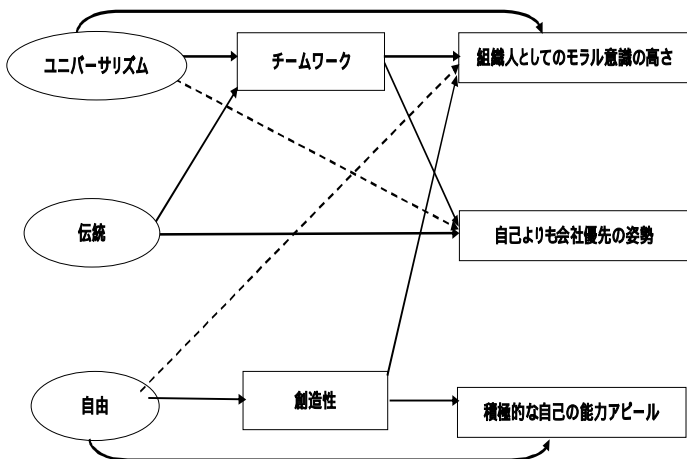 ユニバーサリズム
チームワーク
組織人としてのモラル意識の高さ
伝統
自己よりも会社優先の姿勢
自由
創造性
積極的な自己の能力アピール